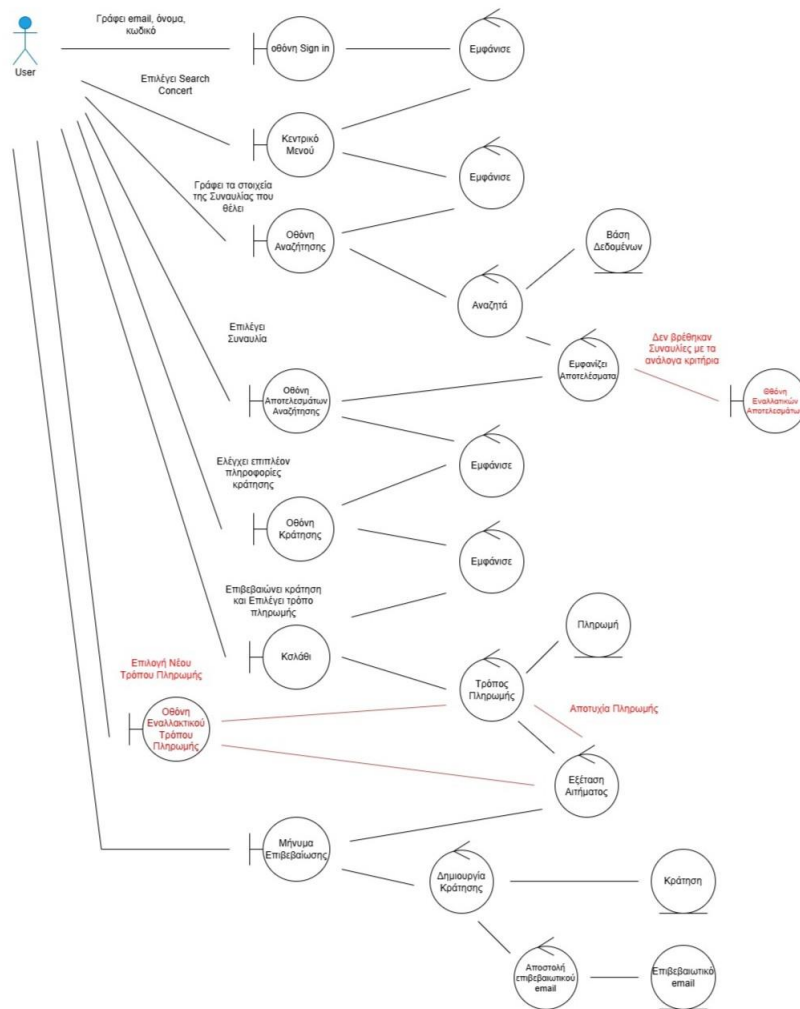 Γράφει email, όνομα,
κωδικό
User
οθόνη Sign in
Εμφάνισε
Επιλέγει Search
Concert
Κεντρικό
Μενού
Εμφάνισε
Γράφει τα στοιχεία
της Συναυλίας που
θέλει
Οθόνη
Αναζήτησης
Βάση
Δεδομένων
Αναζητά
Επιλέγει
Συναυλία
Δεν βρέθηκαν
Συναυλίες με τα
ανάλογα κριτήρια
Εμφανίζει
Αποτελέσματα
Οθόνη
Αποτελεσμάτων
Αναζήτησης
Οθόνη
Εναλλατικών
Αποτελεσμάτων
Ελέγχει επιπλέον
πληροφορίες
κράτησης
Εμφάνισε
Οθόνη
Κράτησης
Εμφάνισε
Επιβεβαιώνει κράτηση
και Επιλέγει τρόπο
πληρωμής
Κσλάθι
Πληρωμή
Επιλογή Νέου
Τρόπου Πληρωμής
Τρόπος
Πληρωμής
Οθόνη
Εναλλακτικού
Τρόπου
Πληρωμής
Αποτυχία Πληρωμής
Εξέταση
Αιτήματος
Μήνυμα
Επιβεβαίωσης
Δημιουργία
Κράτησης
Κράτηση
Αποστολή
επιβεβαιωτικού
email
Επιβεβαιωτικό
email